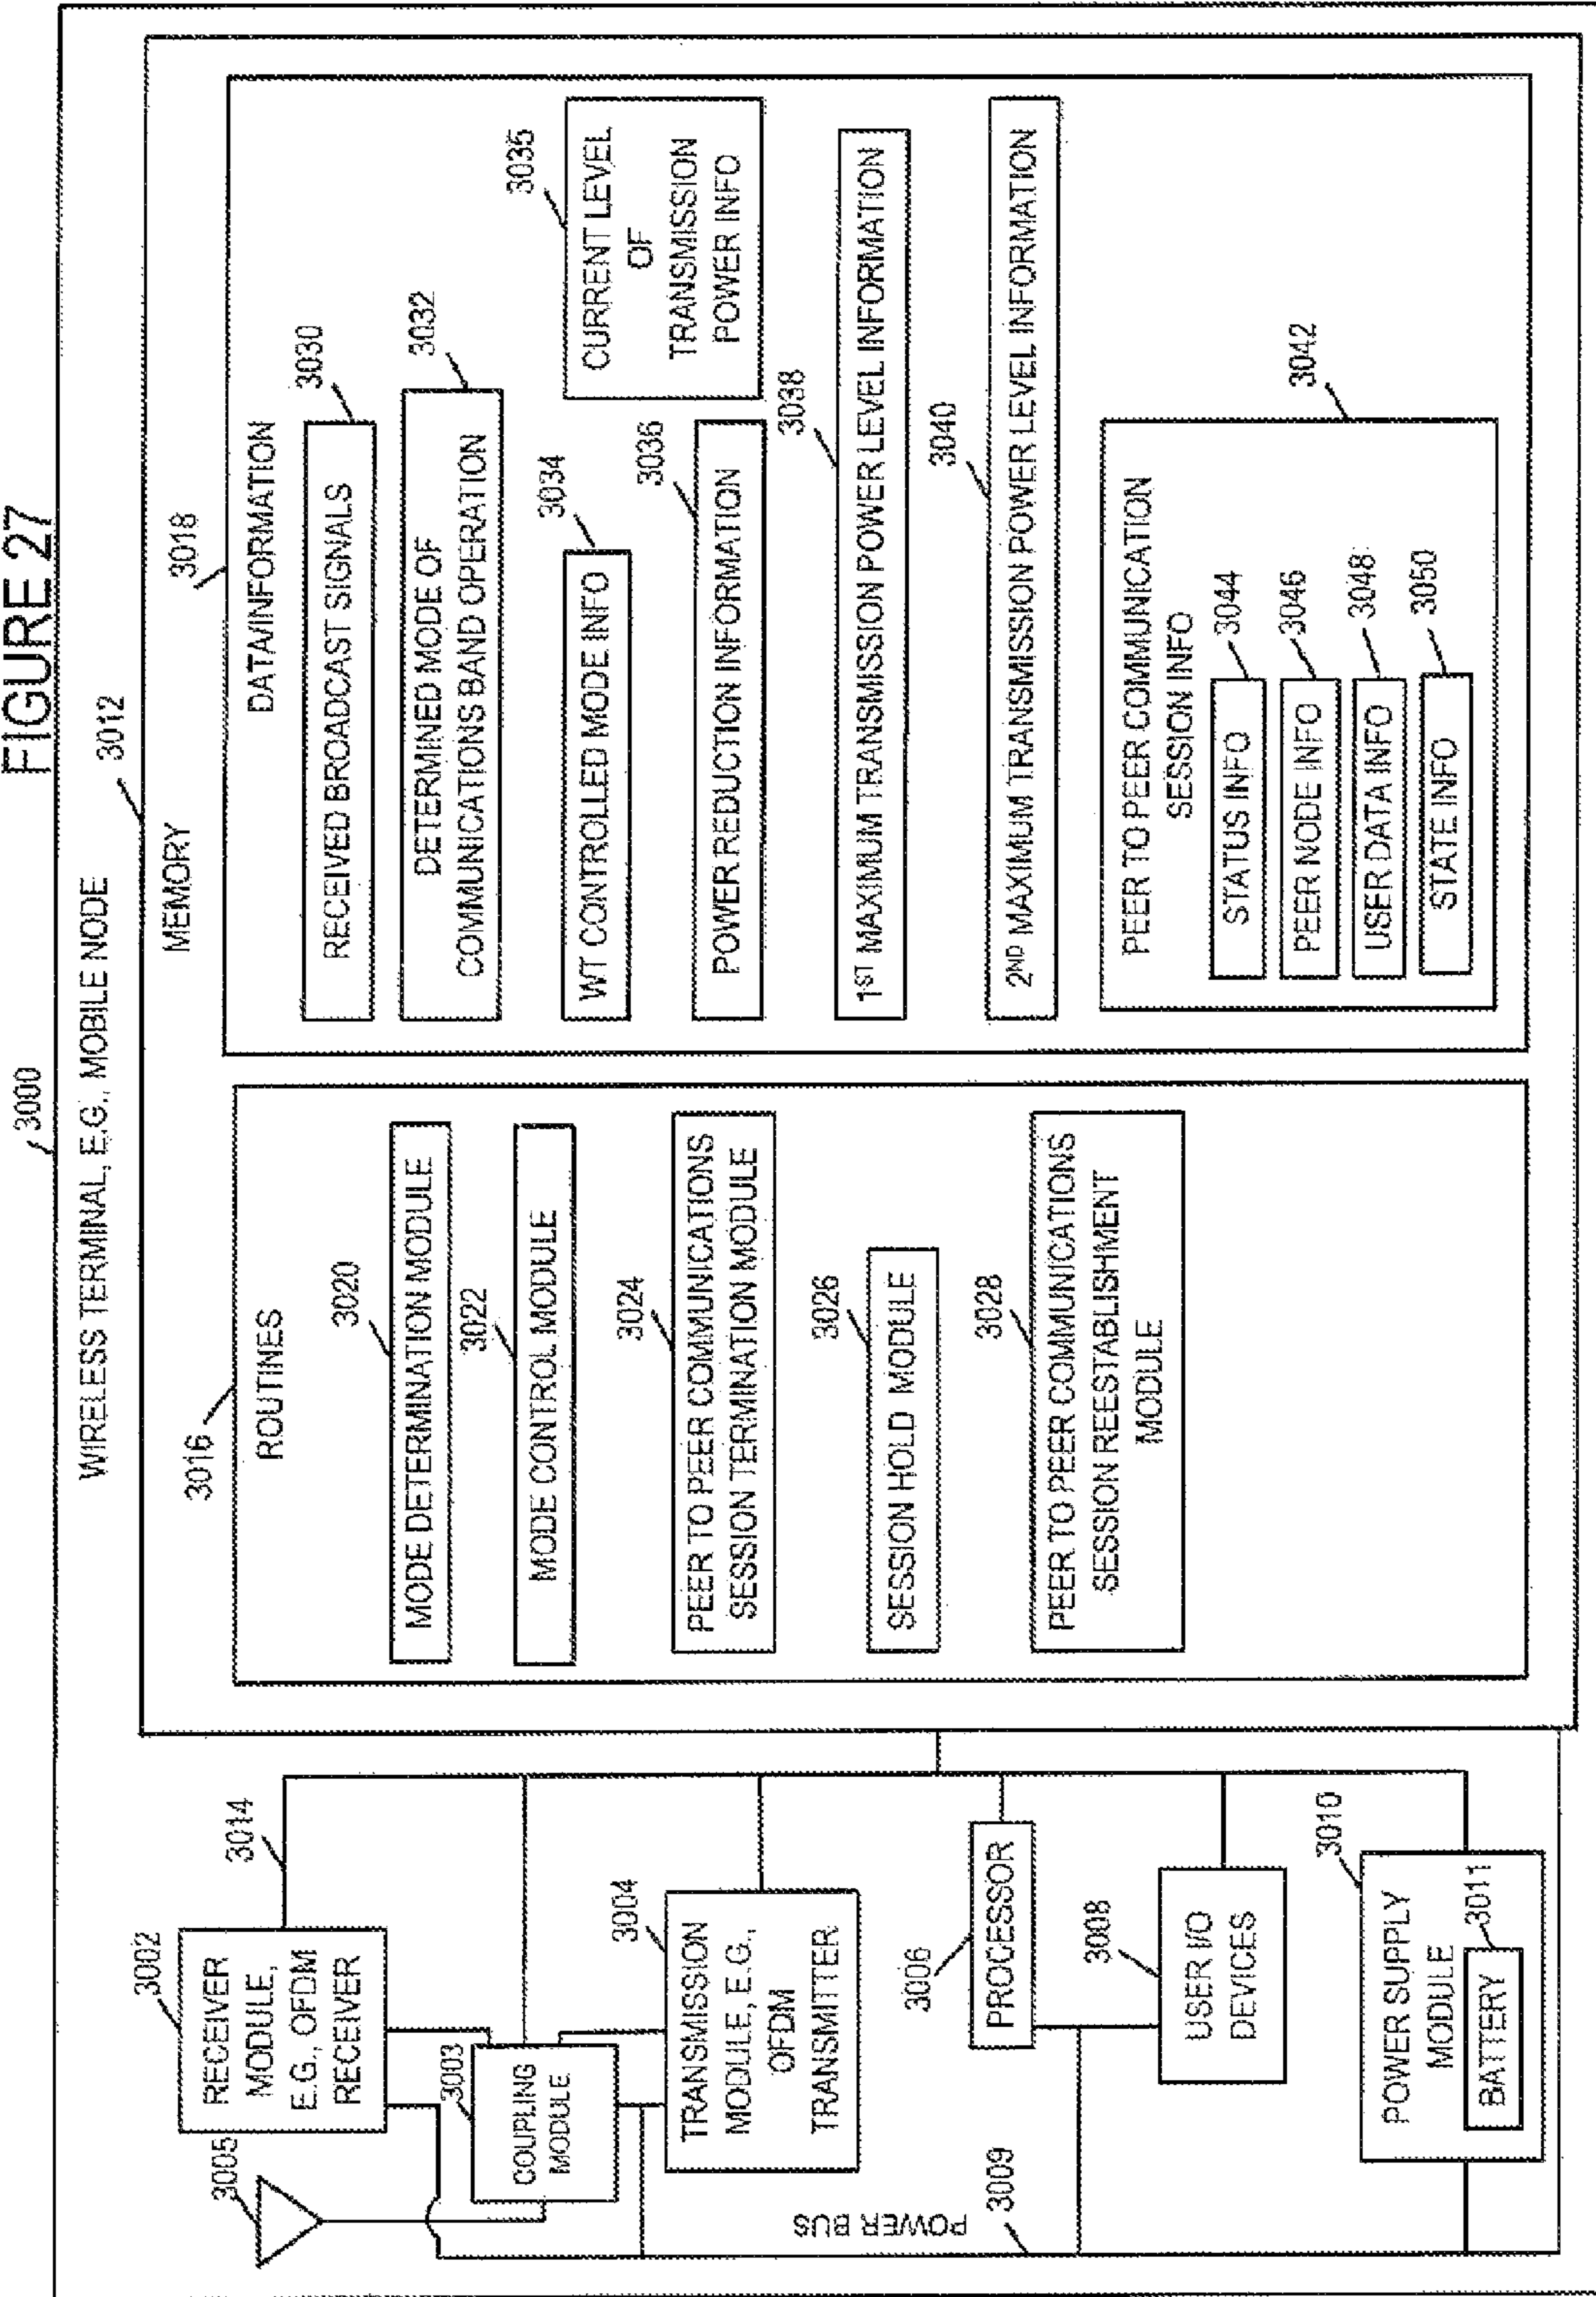 FIGURE 27
3000
WIRELESS TERMINAL, E.G., MOBILE NODE
3002
RECEIVER
MODULE,
E.G., OFDM
RECEIVER
3014
3005
3003
COUPLING
MODULE
3004
TRANSMISSION
MODULE, E.G.,
OFDM
TRANSMITTER
POWER BUS
3006
PROCESSOR
3009
3008
USER I/O
DEVICES
3010
POWER SUPPLY
MODULE
BATTERY
3011
3012
MEMORY
3016
ROUTINES
3020
MODE DETERMINATION MODULE
3022
MODE CONTROL MODULE
3024
PEER TO PEER COMMUNICATIONS
SESSION TERMINATION MODULE
3026
SESSION HOLD MODULE
3028
PEER TO PEER COMMUNICATIONS
SESSION REESTABLISHMENT
MODULE
3018
DATA/INFORMATION
3030
RECEIVED BROADCAST SIGNALS
3032
DETERMINED MODE OF
COMMUNICATIONS BAND OPERATION
3034
WT CONTROLLED MODE INFO
3035
CURRENT LEVEL
OF
TRANSMISSION
POWER INFO
3036
POWER REDUCTION INFORMATION
3038
1ST MAXIMUM TRANSMISSION POWER LEVEL INFORMATION
3040
2ND MAXIMUM TRANSMISSION POWER LEVEL INFORMATION
3042
PEER TO PEER COMMUNICATION
SESSION INFO
STATUS INFO
3044
PEER NODE INFO
3046
USER DATA INFO
3048
STATE INFO
3050